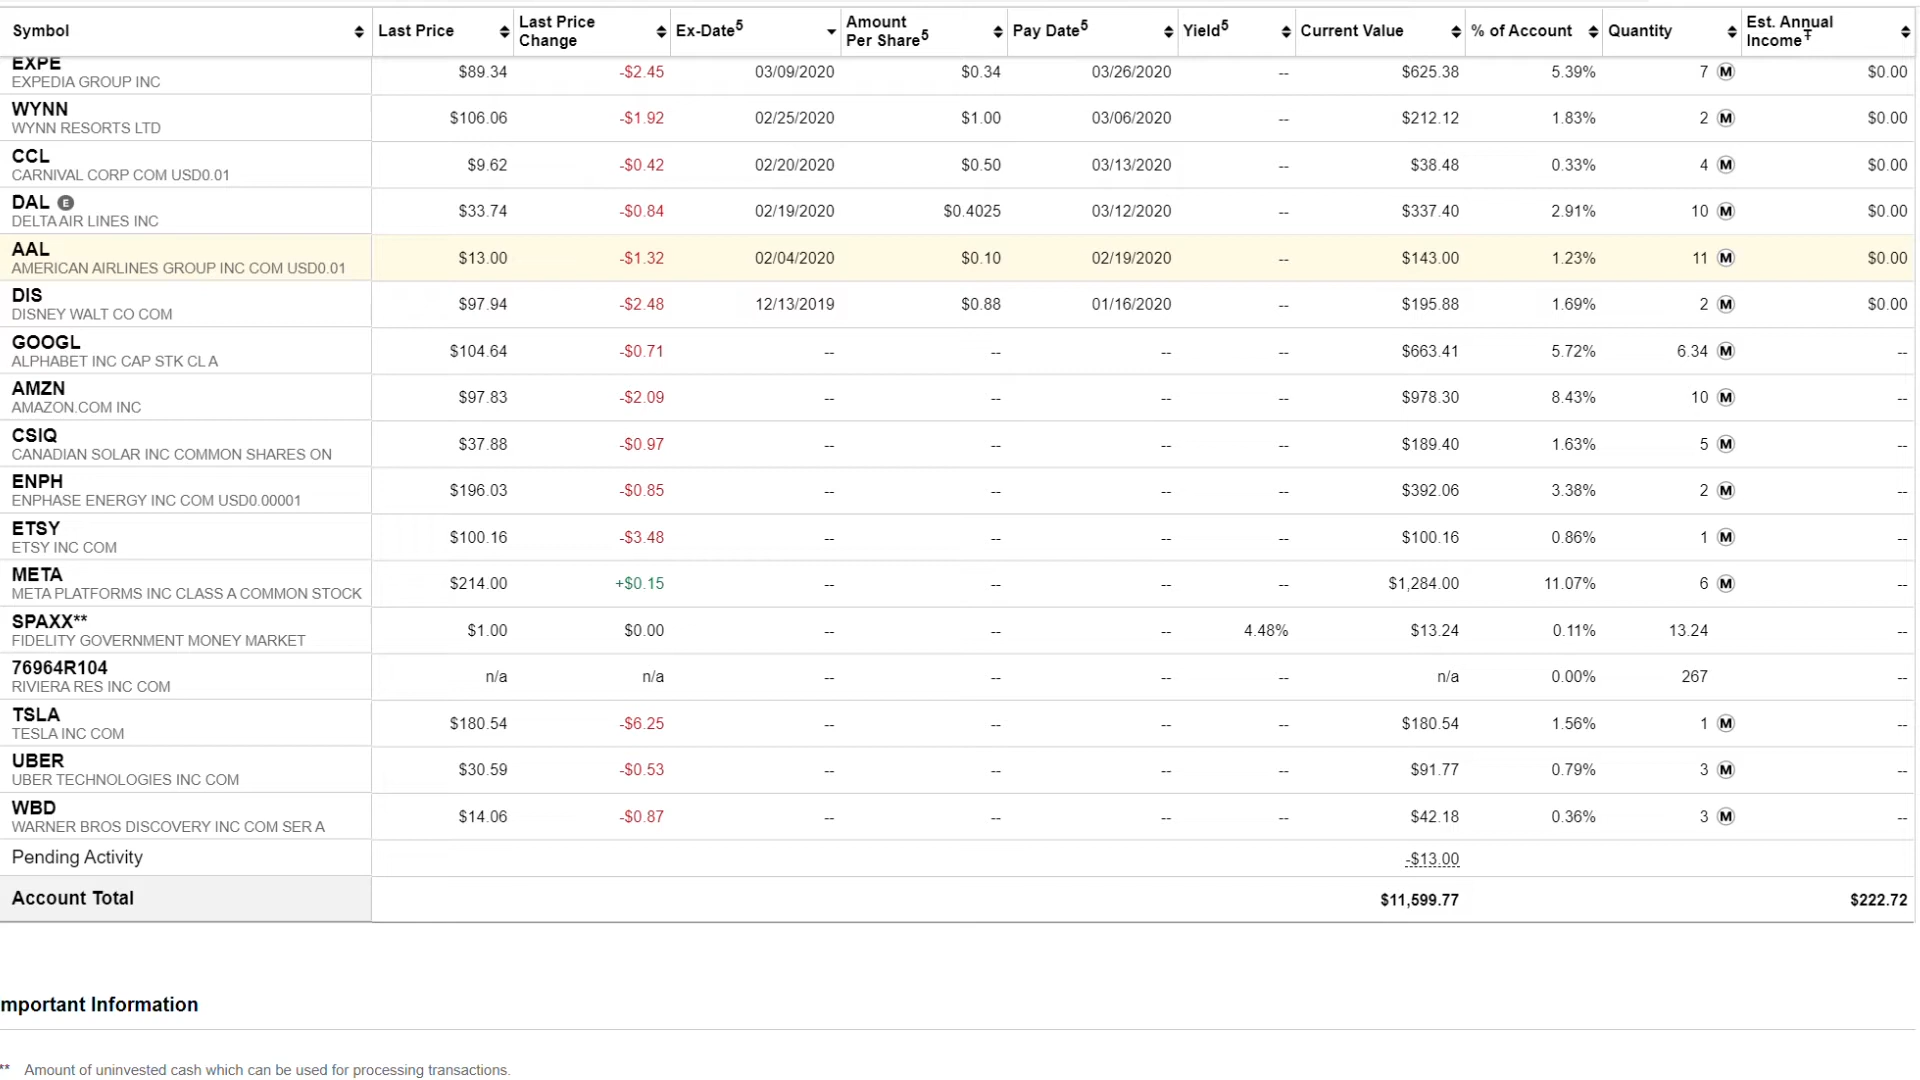 Symbol Last Price Last Price Change Ex-Date5 Amount Per Share5 Pay Date5 Yield5 Current Value % of Account Quantity Est. Annual Income Ŧ
EXPE $89.34 -$2.45 03/09/2020 $0.34 03/26/2020 -- $625.38 5.39% 7 M $0.00
EXPEDIA GROUP INC
WYNN $106.06 -$1.92 02/25/2020 $1.00 03/06/2020 -- $212.12 1.83% 2 M $0.00
WYNN RESORTS LTD
CCL $9.62 -$0.42 02/20/2020 $0.50 03/13/2020 -- $38.48 0.33% 4 M $0.00
CARNIVAL CORP COM USD0.01
DAL E $33.74 -$0.84 02/19/2020 $0.4025 03/12/2020 -- $337.40 2.91% 10 M $0.00
DELTA AIR LINES INC
AAL $13.00 -$1.32 02/04/2020 $0.10 02/19/2020 -- $143.00 1.23% 11 M $0.00
AMERICAN AIRLINES GROUP INC COM USD0.01
DIS $97.94 -$2.48 12/13/2019 $0.88 01/16/2020 -- $195.88 1.69% 2 M $0.00
DISNEY WALT CO COM
GOOGL $104.64 -$0.71 -- -- -- -- $663.41 5.72% 6.34 M --
ALPHABET INC CAP STK CL A
AMZN $97.83 -$2.09 -- -- -- -- $978.30 8.43% 10 M --
AMAZON.COM INC
CSIQ $37.88 -$0.97 -- -- -- -- $189.40 1.63% 5 M --
CANADIAN SOLAR INC COMMON SHARES ON
ENPH $196.03 -$0.85 -- -- -- -- $392.06 3.38% 2 M --
ENPHASE ENERGY INC COM USD0.00001
ETSY $100.16 -$3.48 -- -- -- -- $100.16 0.86% 1 M --
ETSY INC COM
META $214.00 +$0.15 -- -- -- -- $1,284.00 11.07% 6 M --
META PLATFORMS INC CLASS A COMMON STOCK
SPAXX** $1.00 $0.00 -- -- -- 4.48% $13.24 0.11% 13.24 --
FIDELITY GOVERNMENT MONEY MARKET
76964R104 n/a n/a -- -- -- -- n/a 0.00% 267 --
RIVIERA RES INC COM
TSLA $180.54 -$6.25 -- -- -- -- $180.54 1.56% 1 M --
TESLA INC COM
UBER $30.59 -$0.53 -- -- -- -- $91.77 0.79% 3 M --
UBER TECHNOLOGIES INC COM
WBD $14.06 -$0.87 -- -- -- -- $42.18 0.36% 3 M --
WARNER BROS DISCOVERY INC COM SER A
Pending Activity -$13.00
Account Total $11,599.77 $222.72
mportant Information
** Amount of uninvested cash which can be used for processing transactions.